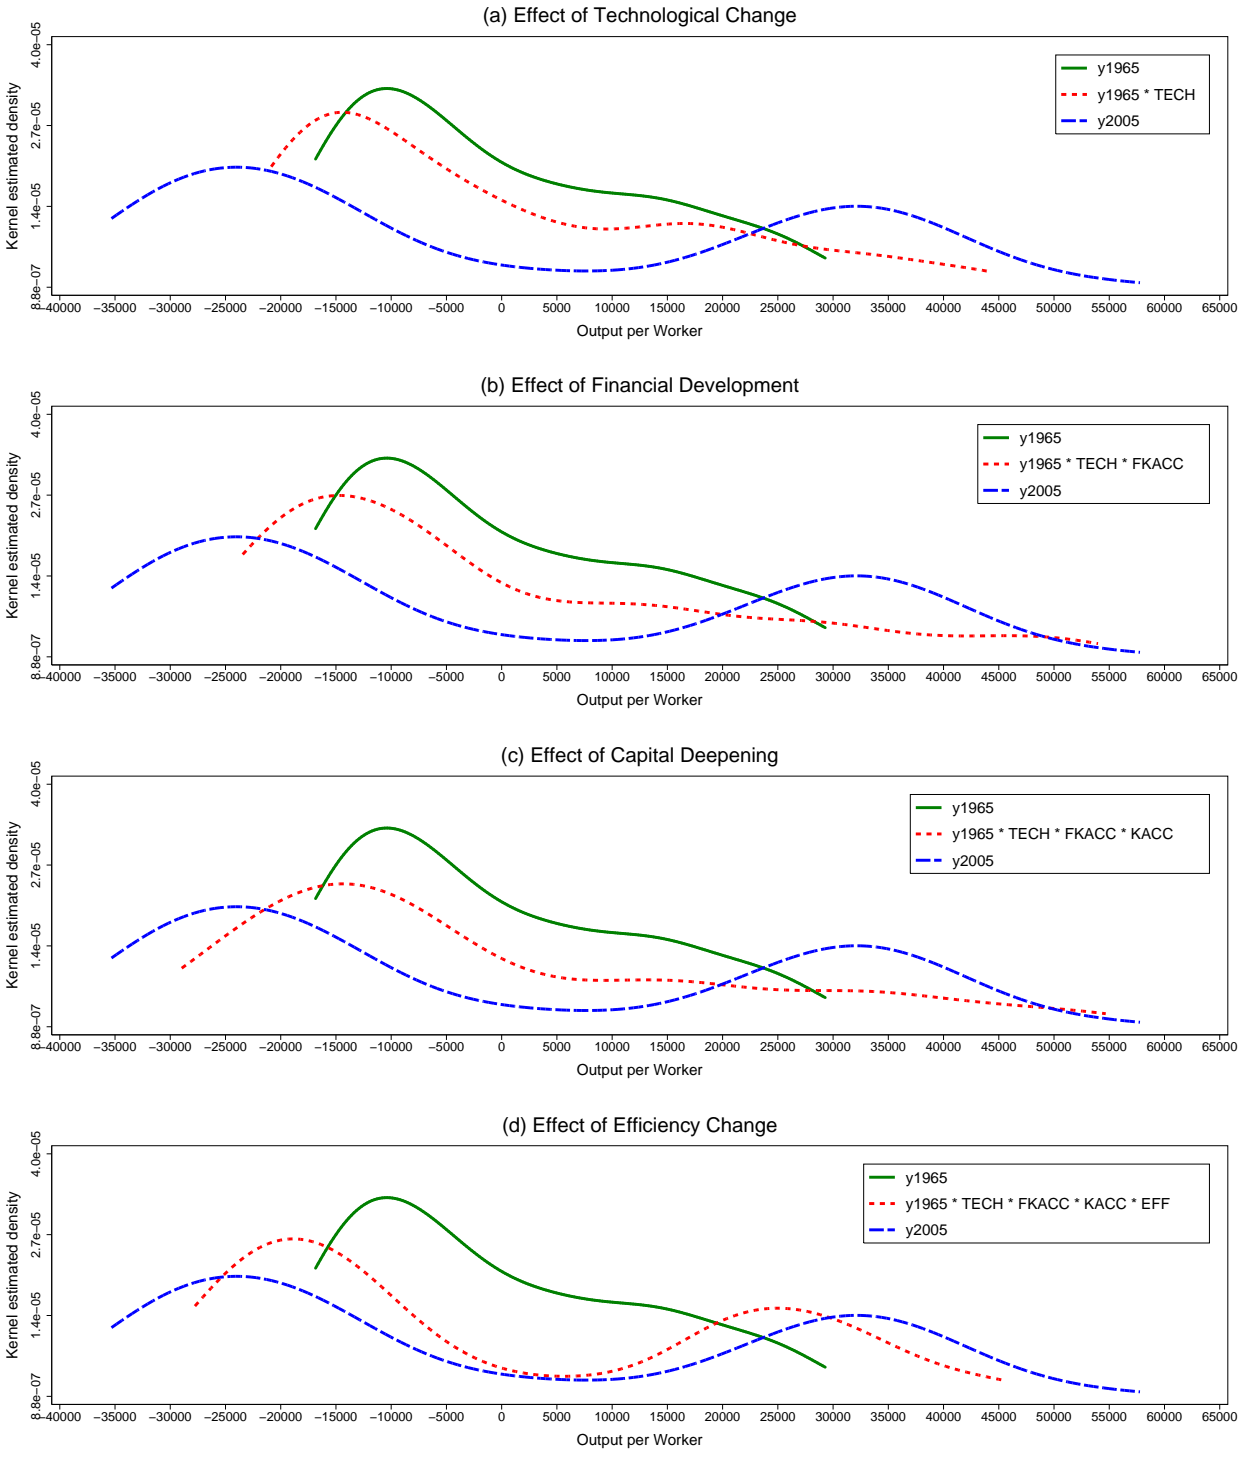 (a) Effect of Technological Change
Kernel estimated density
4.0e−05
2.7e−05
1.4e−05
8.8e−07
y1965
y1965 * TECH
y2005
−40000 −35000 −30000 −25000 −20000 −15000 −10000 −5000 0 5000 10000 15000 20000 25000 30000 35000 40000 45000 50000 55000 60000 65000
Output per Worker
(b) Effect of Financial Development
Kernel estimated density
4.0e−05
2.7e−05
1.4e−05
8.8e−07
y1965
y1965 * TECH * FKACC
y2005
−40000 −35000 −30000 −25000 −20000 −15000 −10000 −5000 0 5000 10000 15000 20000 25000 30000 35000 40000 45000 50000 55000 60000 65000
Output per Worker
(c) Effect of Capital Deepening
Kernel estimated density
4.0e−05
2.7e−05
1.4e−05
8.8e−07
y1965
y1965 * TECH * FKACC * KACC
y2005
−40000 −35000 −30000 −25000 −20000 −15000 −10000 −5000 0 5000 10000 15000 20000 25000 30000 35000 40000 45000 50000 55000 60000 65000
Output per Worker
(d) Effect of Efficiency Change
Kernel estimated density
4.0e−05
2.7e−05
1.4e−05
8.8e−07
y1965
y1965 * TECH * FKACC * KACC * EFF
y2005
−40000 −35000 −30000 −25000 −20000 −15000 −10000 −5000 0 5000 10000 15000 20000 25000 30000 35000 40000 45000 50000 55000 60000 65000
Output per Worker